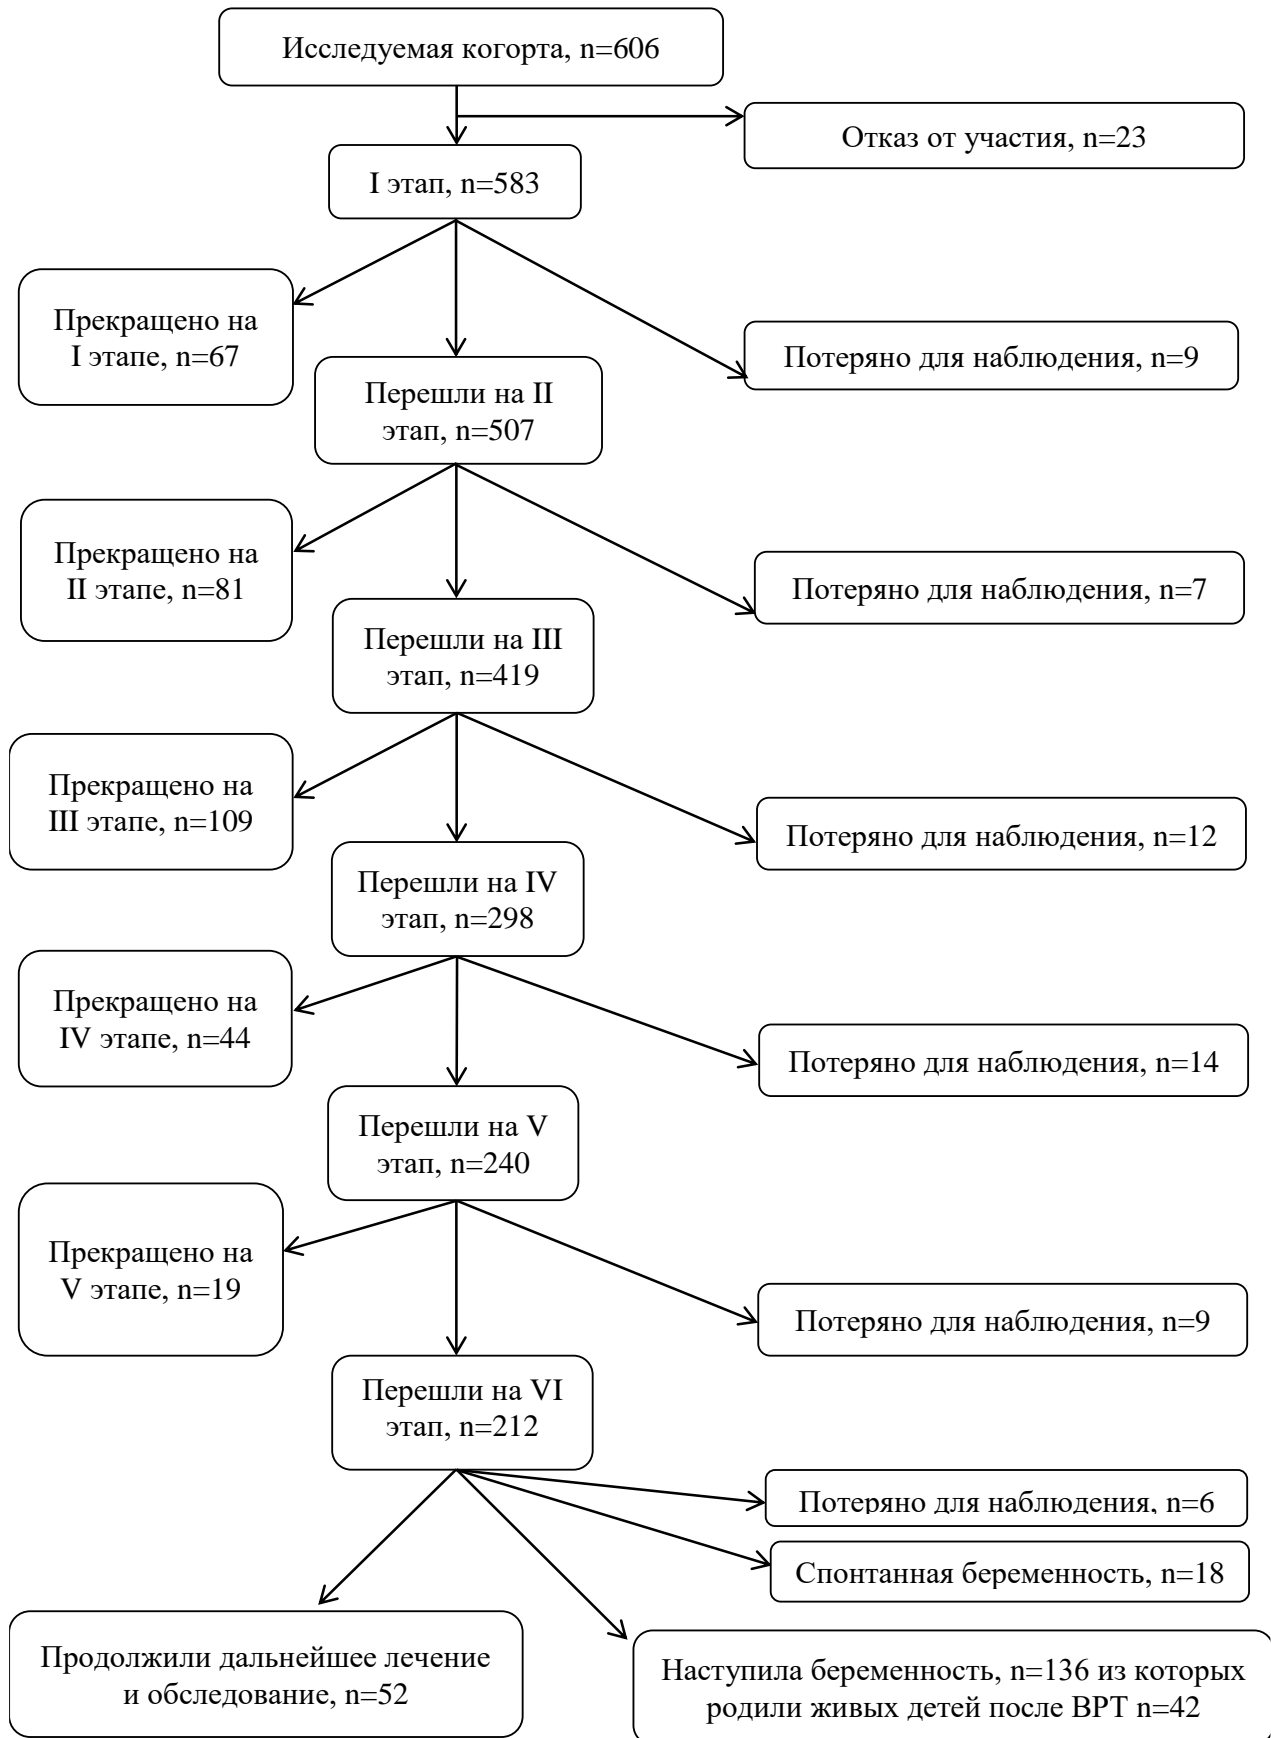 Исследуемая когорта, n=606
Отказ от участия, n=23
I этап, n=583
Прекращено на
I этапе, n=67
Потеряно для наблюдения, n=9
Перешли на II
этап, n=507
Прекращено на
II этапе, n=81
Потеряно для наблюдения, n=7
Перешли на III
этап, n=419
Прекращено на
III этапе, n=109
Потеряно для наблюдения, n=12
Перешли на IV
этап, n=298
Прекращено на
IV этапе, n=44
Потеряно для наблюдения, n=14
Перешли на V
этап, n=240
Прекращено на
V этапе, n=19
Потеряно для наблюдения, n=9
Перешли на VI
этап, n=212
Потеряно для наблюдения, n=6
Спонтанная беременность, n=18
Продолжили дальнейшее лечение
и обследование, n=52
Наступила беременность, n=136 из которых
родили живых детей после ВРТ n=42